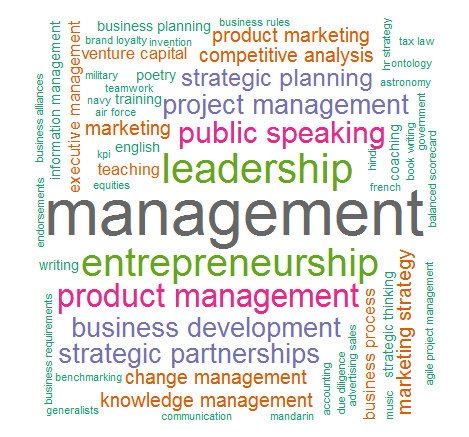 business planning
business rules
brand loyalty
invention
product marketing
venture capital
competitive analysis
hr strategy
tax law
ontology
military
poetry
strategic planning
astronomy
teamwork
navy
training
project management
air force
marketing
public speaking
kpi
english
teaching
equities
leadership
hindi
coaching
book writing
government
french
balanced scorecard
business alliances
information management
executive management
endorsements
management
writing
entrepreneurship
product management
business development
strategic partnerships
business requirements
benchmarking
change management
generalists
knowledge management
communication
mandarin
accounting
due diligence
advertising sales
business process
music
strategic thinking
marketing strategy
agile project management